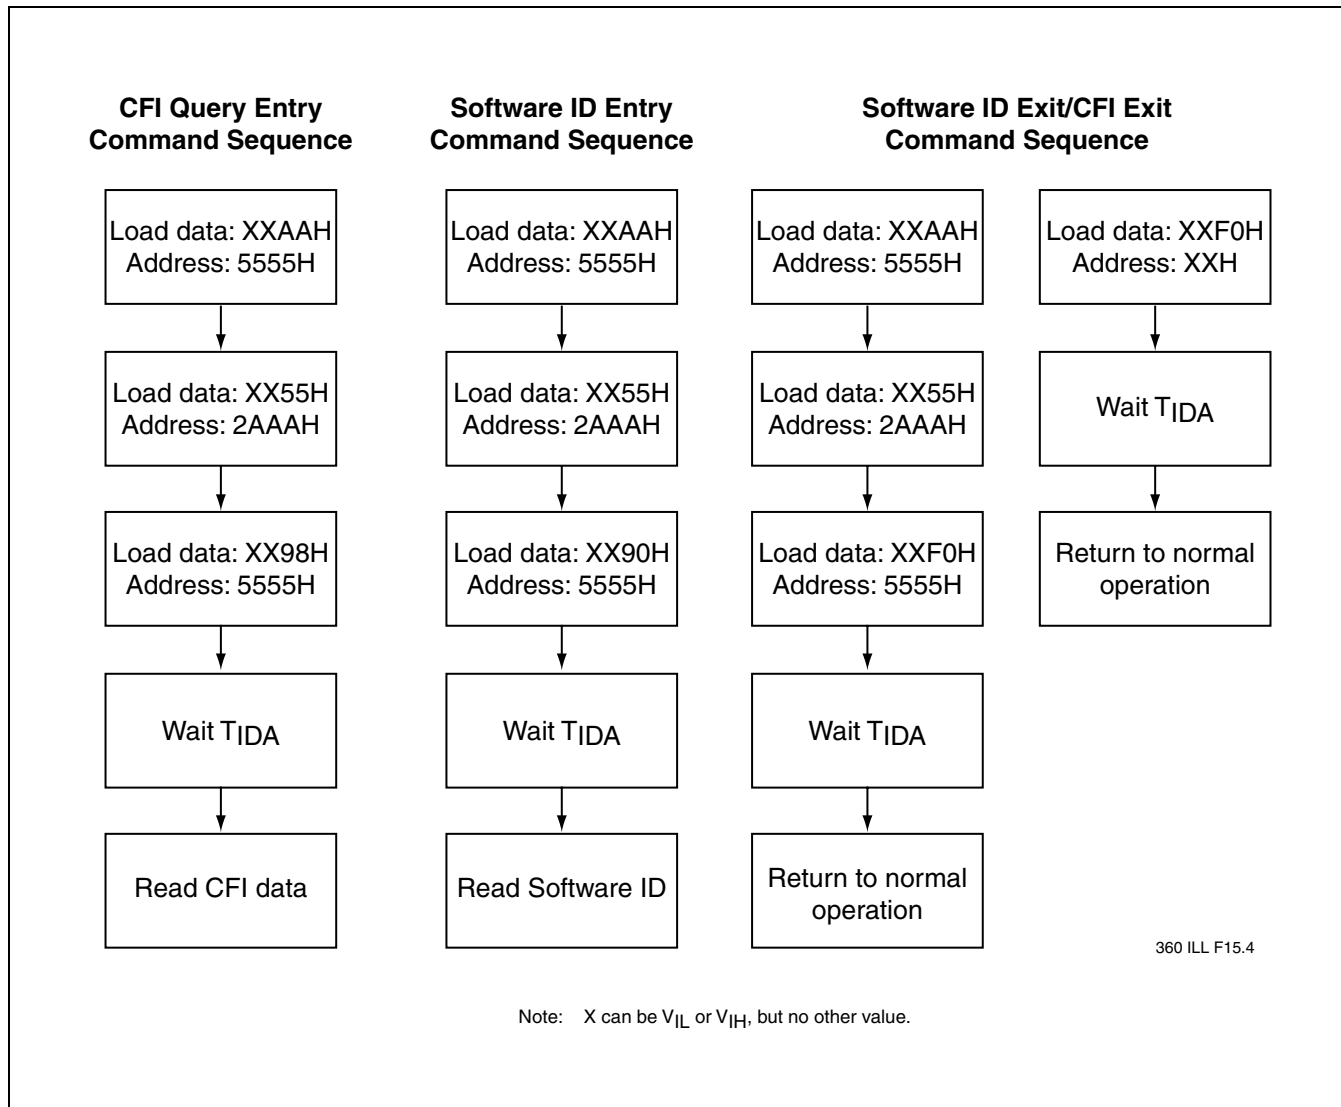 CFI Query Entry
Command Sequence
Load data: XXAAH
Address: 5555H
Load data: XX55H
Address: 2AAAH
Load data: XX98H
Address: 5555H
Wait TIDA
Read CFI data
Software ID Entry
Command Sequence
Load data: XXAAH
Address: 5555H
Load data: XX55H
Address: 2AAAH
Load data: XX90H
Address: 5555H
Wait TIDA
Read Software ID
Software ID Exit/CFI Exit
Command Sequence
Load data: XXAAH
Address: 5555H
Load data: XX55H
Address: 2AAAH
Load data: XXF0H
Address: 5555H
Wait TIDA
Return to normal
operation
Load data: XXF0H
Address: XXH
Wait TIDA
Return to normal
operation
360 ILL F15.4
Note: X can be VIL or VIH, but no other value.